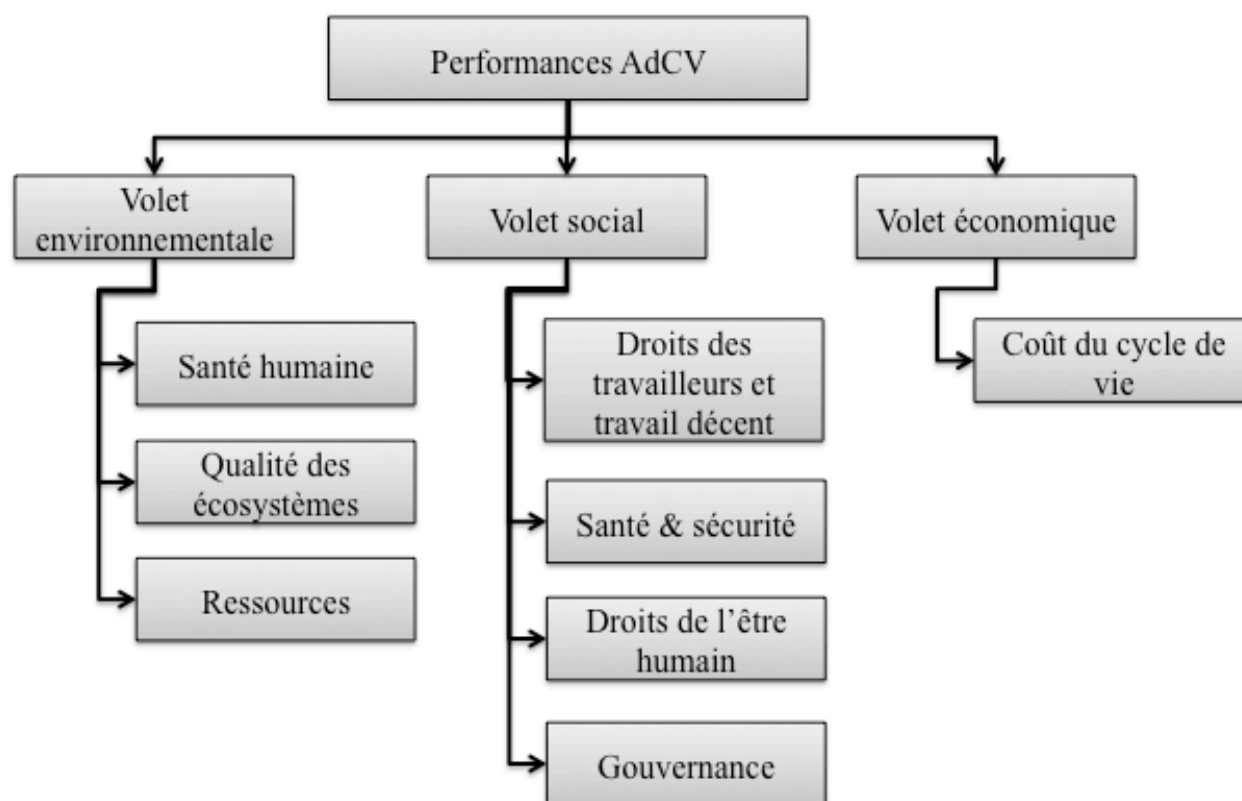 Performances AdCV
Volet
environnementale
Volet social
Volet économique
Santé humaine
Qualité des
écosystèmes
Ressources
Droits des
travailleurs et
travail décent
Santé & sécurité
Droits de l’être
humain
Gouvernance
Coût du cycle de
vie